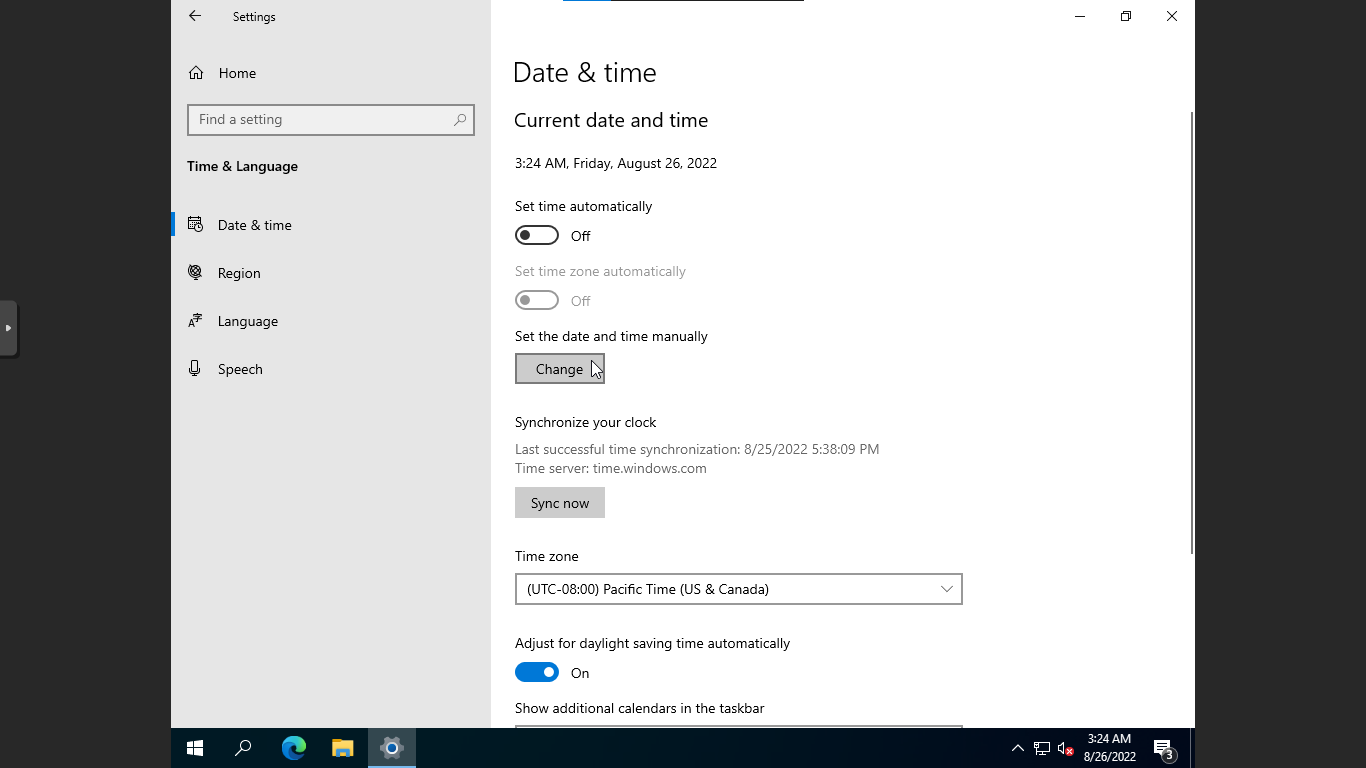 Settings
Home
Find a setting
Time & Language
Date & time
Region
Language
Speech
Date & time
Current date and time
3:24 AM, Friday, August 26, 2022
Set time automatically
Off
Set time zone automatically
Off
Set the date and time manually
Change
Synchronize your clock
Last successful time synchronization: 8/25/2022 5:38:09 PM
Time server: time.windows.com
Sync now
Time zone
(UTC-08:00) Pacific Time (US & Canada)
Adjust for daylight saving time automatically
On
Show additional calendars in the taskbar
3:24 AM
8/26/2022
3